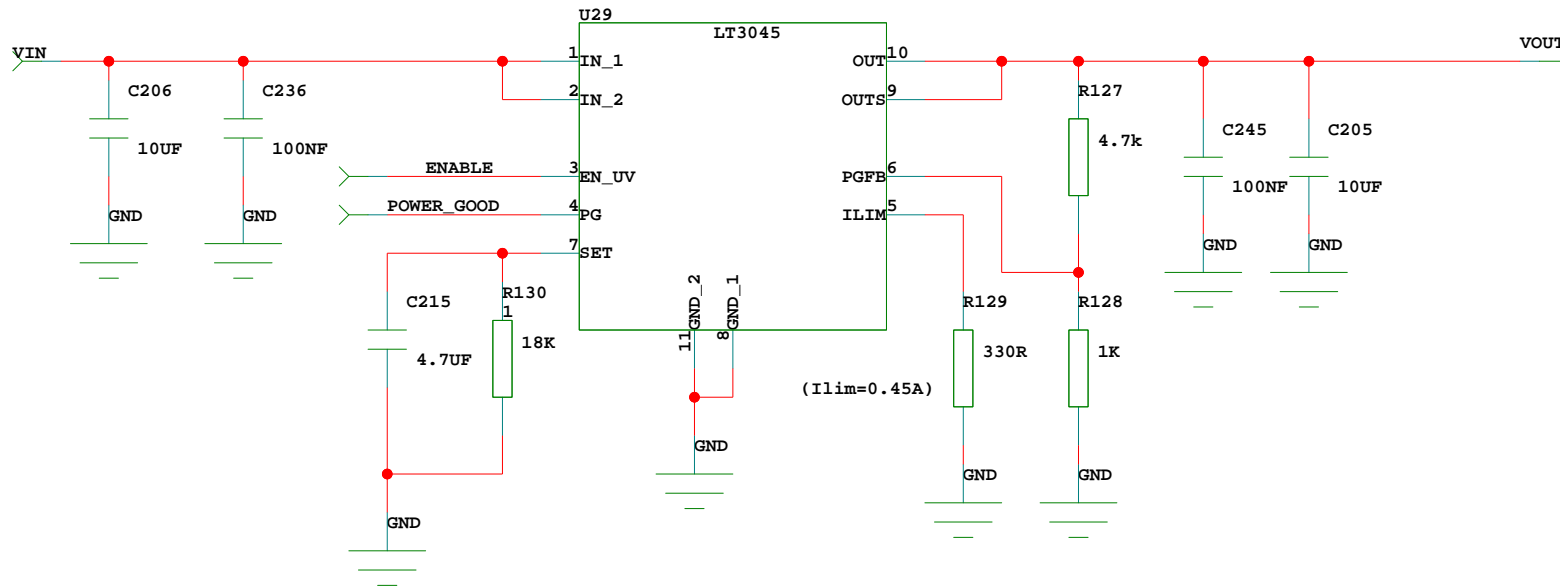 U29
LT3045
VIN
VOUT
1
IN_1
OUT
10
2
IN_2
OUTS
9
C206
10UF
C236
100NF
R127
4.7k
C245
100NF
C205
10UF
ENABLE
3
EN_UV
PGFB
6
POWER_GOOD
4
PG
ILIM
5
7
SET
GND
GND
GND
GND
C215
4.7UF
R130
1
18K
GND_2
11
GND_1
8
R129
330R
R128
1K
(Ilim=0.45A)
GND
GND
GND
GND